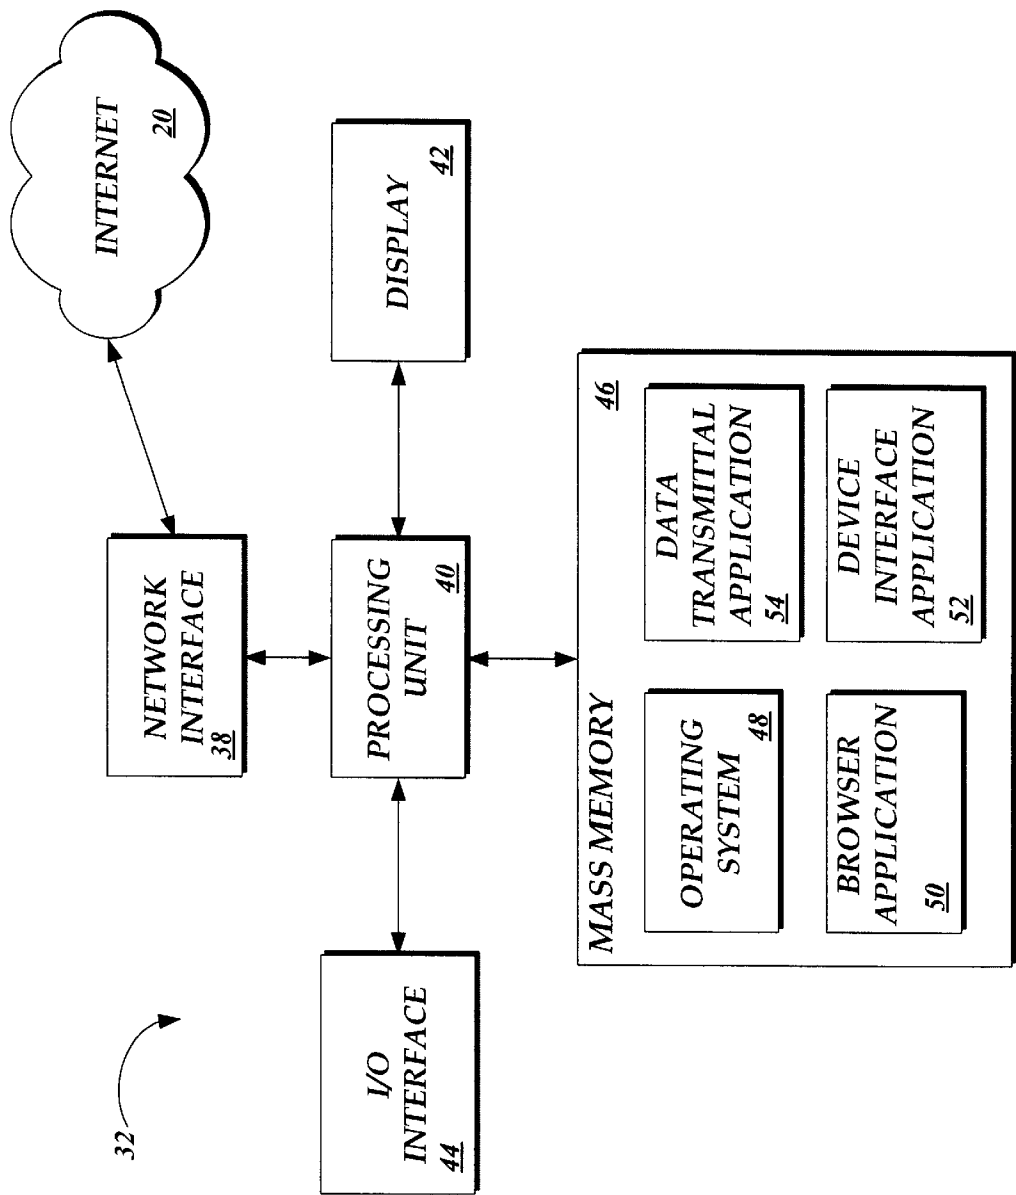 32
INTERNET
20
NETWORK
INTERFACE
38
I/O
INTERFACE
44
PROCESSING
UNIT
40
DISPLAY
42
MASS MEMORY
46
OPERATING
SYSTEM
48
DATA
TRANSMITTAL
APPLICATION
54
BROWSER
APPLICATION
50
DEVICE
INTERFACE
APPLICATION
52